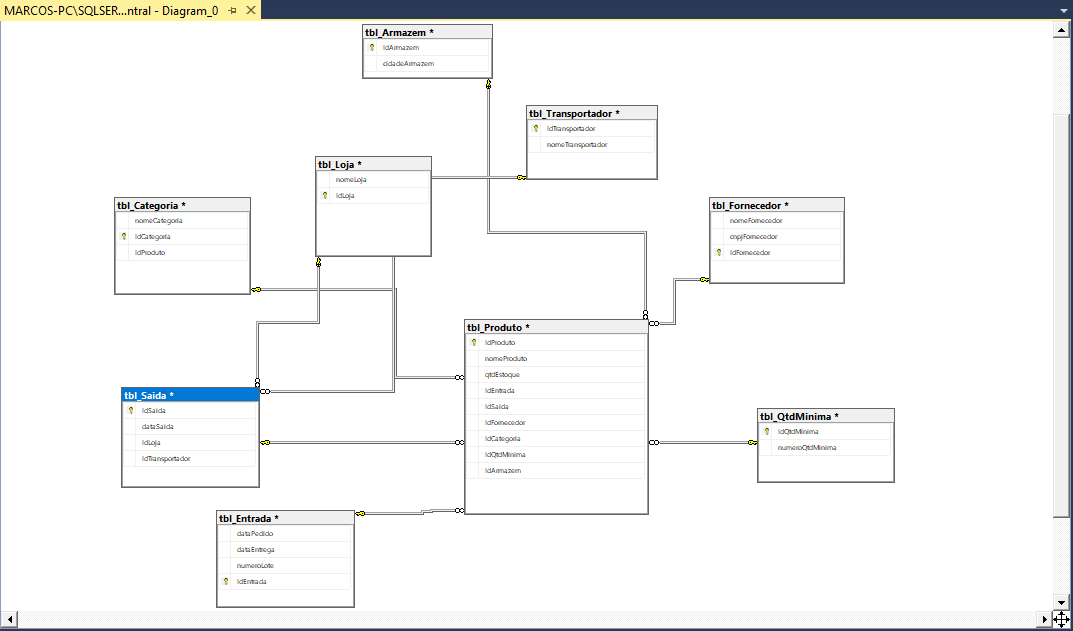 MARCOS-PC\SQLSER...ntral - Diagram_0
tbl_Armazem *
IdArmazem
cidadeArmazem
tbl_Transportador *
IdTransportador
nomeTransportador
tbl_Loja *
nomeLoja
IdLoja
tbl_Categoria *
nomeCategoria
IdCategoria
IdProduto
tbl_Fornecedor *
nomeFornecedor
cnpjFornecedor
IdFornecedor
tbl_Produto *
IdProduto
nomeProduto
qtdEstoque
IdEntrada
IdSaida
IdFornecedor
IdCategoria
IdQtdMinima
IdArmazem
tbl_Saida *
IdSaida
dataSaida
IdLoja
IdTransportador
tbl_QtdMinima *
IdQtdMinima
numeroQtdMinima
tbl_Entrada *
dataPedido
dataEntrega
numeroLote
IdEntrada